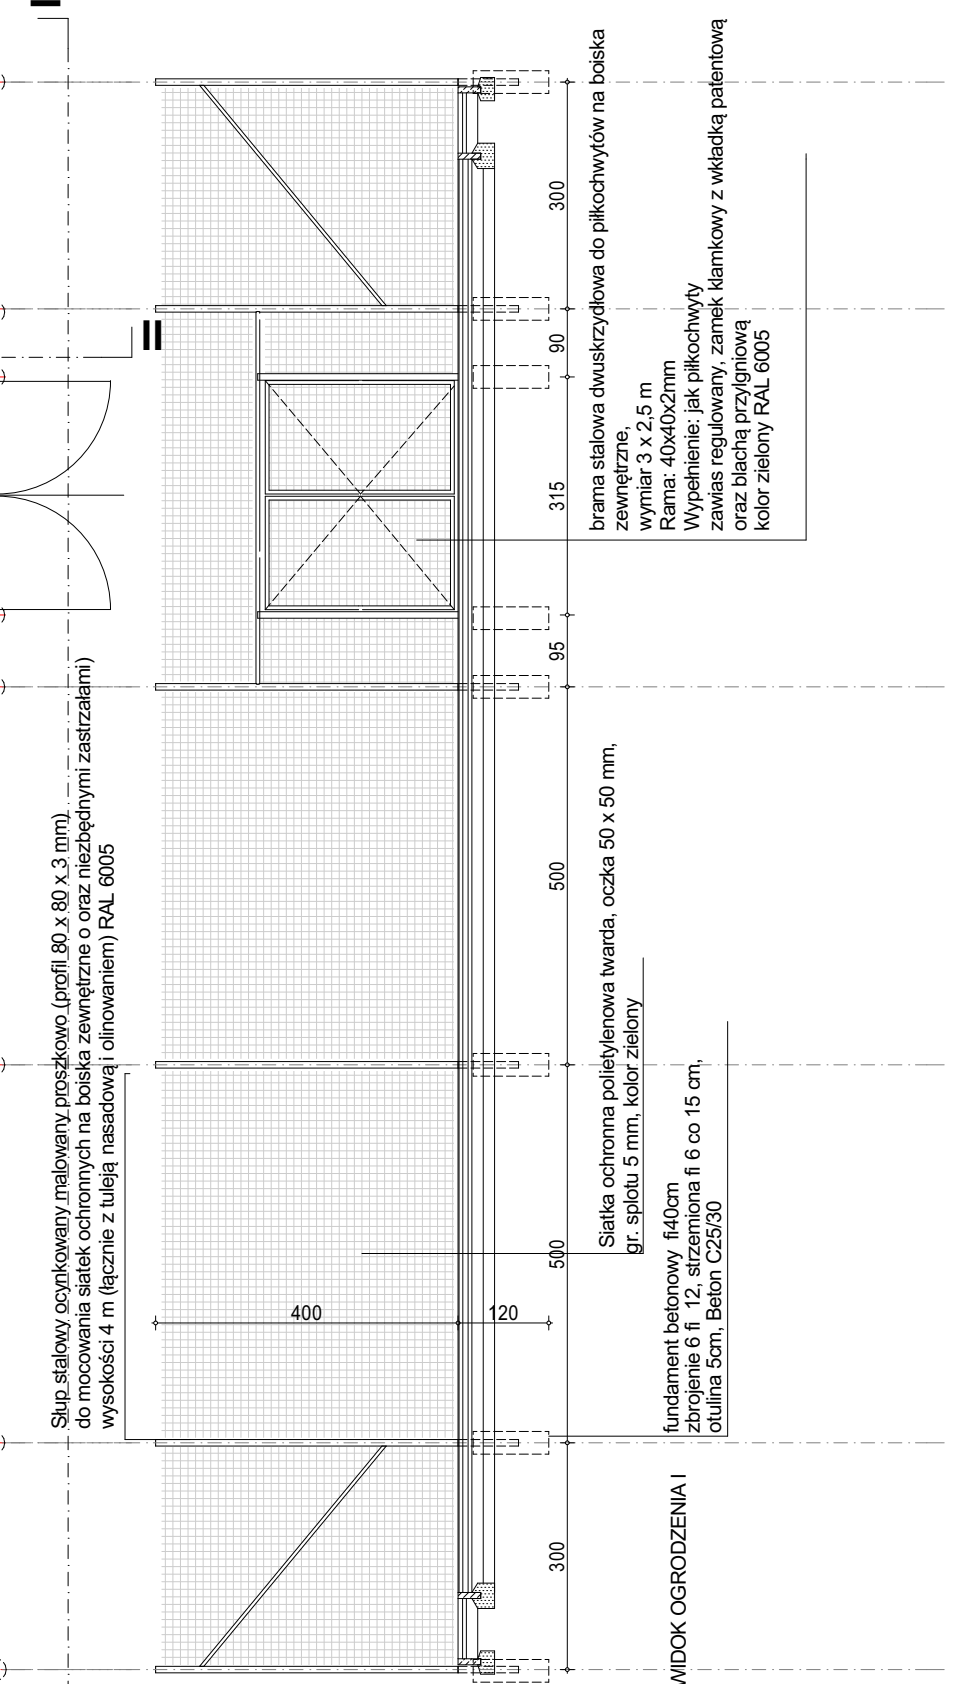 II
Słup stalowy ocynkowany malowany proszkowo (profil 80 x 80 x 3 mm)
do mocowania siatek ochronnych na boiska zewnętrzne o oraz niezbędnymi zastrzałami)
wysokości 4 m (łącznie z tuleją nasadową i olinowaniem) RAL 6005
400
120
300
500
500
95
315
90
300
brama stalowa dwuskrzydłowa do piłkochwytów na boiska
zewnętrzne,
wymiar 3 x 2,5 m
Rama: 40x40x2mm
Wypełnienie: jak piłkochwyty
zawias regulowany, zamek klamkowy z wkładką patentową
oraz blachą przylgniową
kolor zielony RAL 6005
Siatka ochronna polietylenowa twarda, oczka 50 x 50 mm,
gr. splotu 5 mm, kolor zielony
fundament betonowy fi40cm
zbrojenie 6 fi 12, strzemiona fi 6 co 15 cm,
otulina 5cm, Beton C25/30
WIDOK OGRODZENIA I